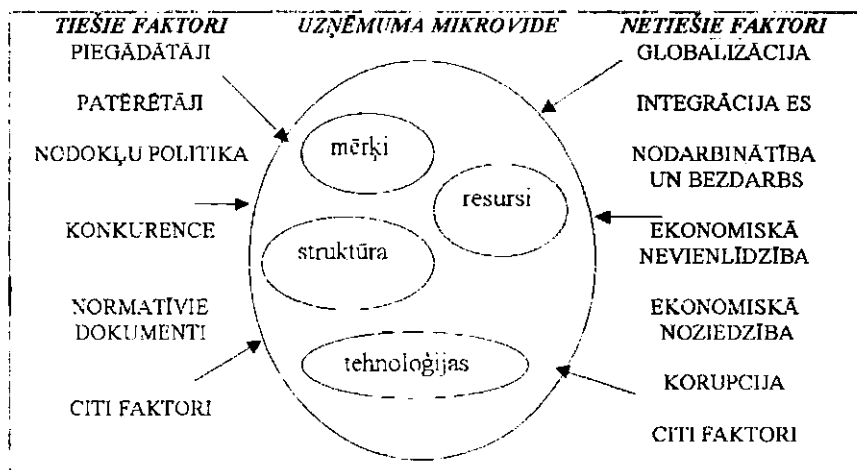 TIEŠIE FAKTORI
PIEGĀDĀTĀJI
PATĒRĒTĀJI
NODOKĻU POLITIKA
KONKURENCE
NORMATĪVIE
DOKUMENTI
CITI FAKTORI
UZŅĒMUMA MIKROVIDE
mērķi
resursi
struktūra
tehnoloģijas
NETIEŠIE FAKTORI
GLOBALIZĀCIJA
INTEGRĀCIJA ES
NODARBINĀTĪBA
UN BEZDARBS
EKONOMISKĀ
NEVIENLĪDZĪBA
EKONOMISKĀ
NOZIEDZĪBA
KORUPCIJA
CITI FAKTORI